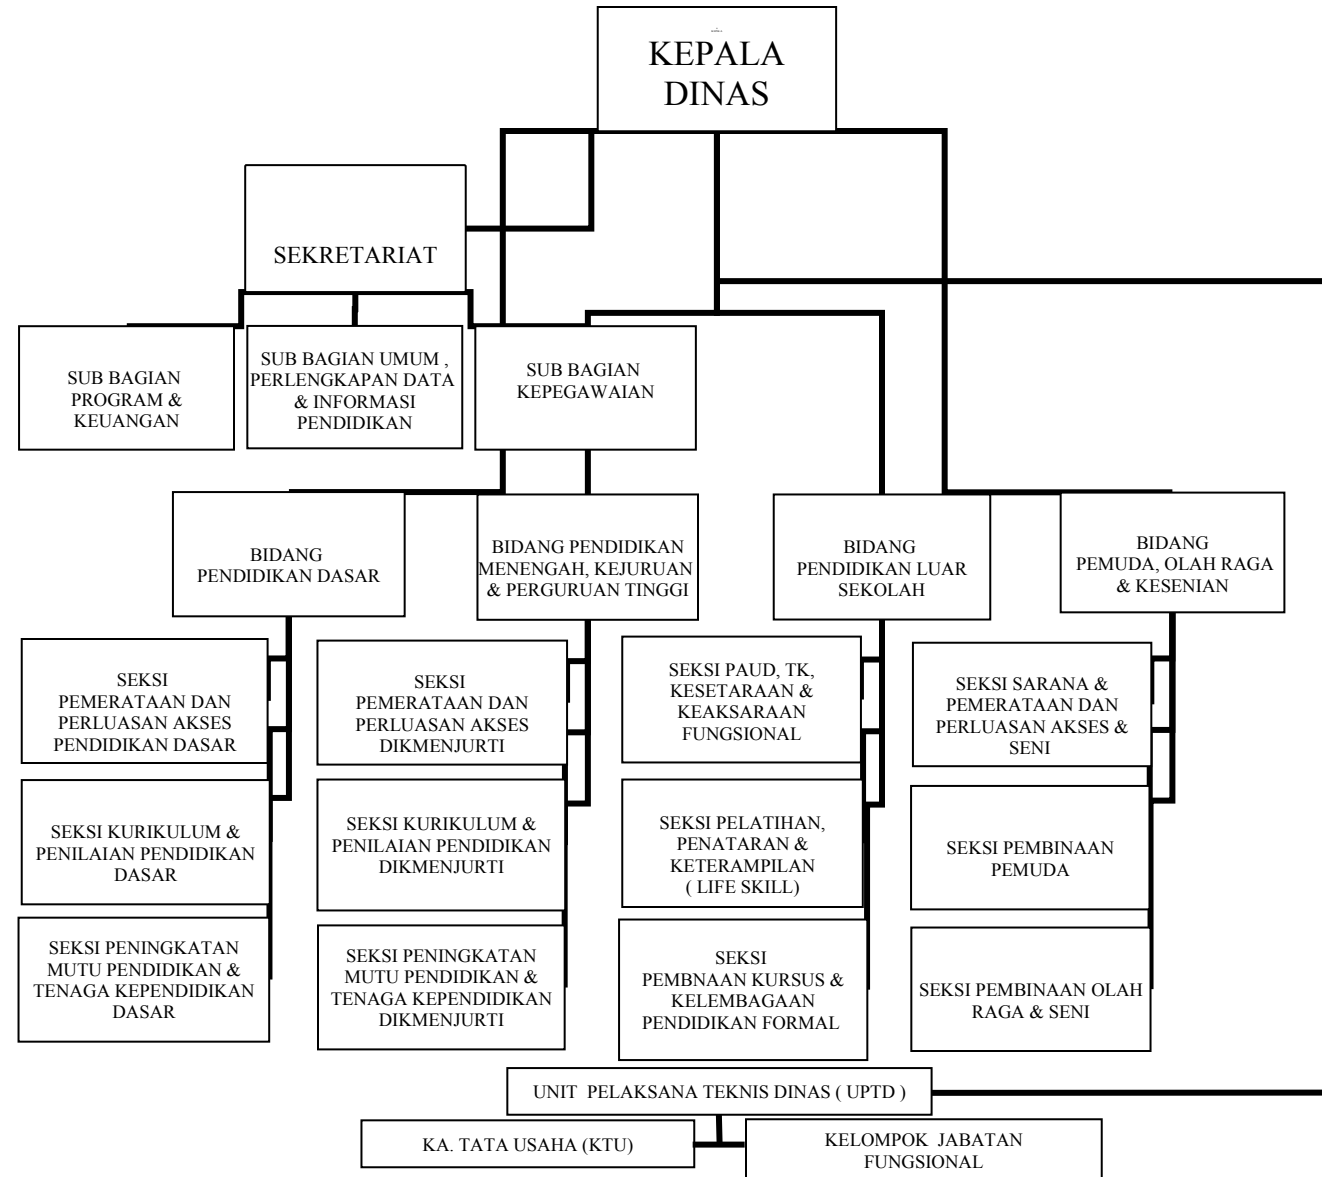 KEPALA
DINAS
SEKRETARIAT
SUB BAGIAN
PROGRAM &
KEUANGAN
SUB BAGIAN UMUM ,
PERLENGKAPAN DATA
& INFORMASI
PENDIDIKAN
SUB BAGIAN
KEPEGAWAIAN
BIDANG
PENDIDIKAN DASAR
BIDANG PENDIDIKAN
MENENGAH, KEJURUAN
& PERGURUAN TINGGI
BIDANG
PENDIDIKAN LUAR
SEKOLAH
BIDANG
PEMUDA, OLAH RAGA
& KESENIAN
SEKSI
PEMERATAAN DAN
PERLUASAN AKSES
PENDIDIKAN DASAR
SEKSI
PEMERATAAN DAN
PERLUASAN AKSES
DIKMENJURTI
SEKSI PAUD, TK,
KESETARAAN &
KEAKSARAAN
FUNGSIONAL
SEKSI SARANA &
PEMERATAAN DAN
PERLUASAN AKSES &
SENI
SEKSI KURIKULUM &
PENILAIAN PENDIDIKAN
DASAR
SEKSI KURIKULUM &
PENILAIAN PENDIDIKAN
DIKMENJURTI
SEKSI PELATIHAN,
PENATARAN &
KETERAMPILAN
( LIFE SKILL)
SEKSI PEMBINAAN
PEMUDA
SEKSI PENINGKATAN
MUTU PENDIDIKAN &
TENAGA KEPENDIDIKAN
DASAR
SEKSI PENINGKATAN
MUTU PENDIDIKAN &
TENAGA KEPENDIDIKAN
DIKMENJURTI
SEKSI
PEMBNAAN KURSUS &
KELEMBAGAAN
PENDIDIKAN FORMAL
SEKSI PEMBINAAN OLAH
RAGA & SENI
UNIT PELAKSANA TEKNIS DINAS ( UPTD )
KA. TATA USAHA (KTU)
KELOMPOK JABATAN
FUNGSIONAL